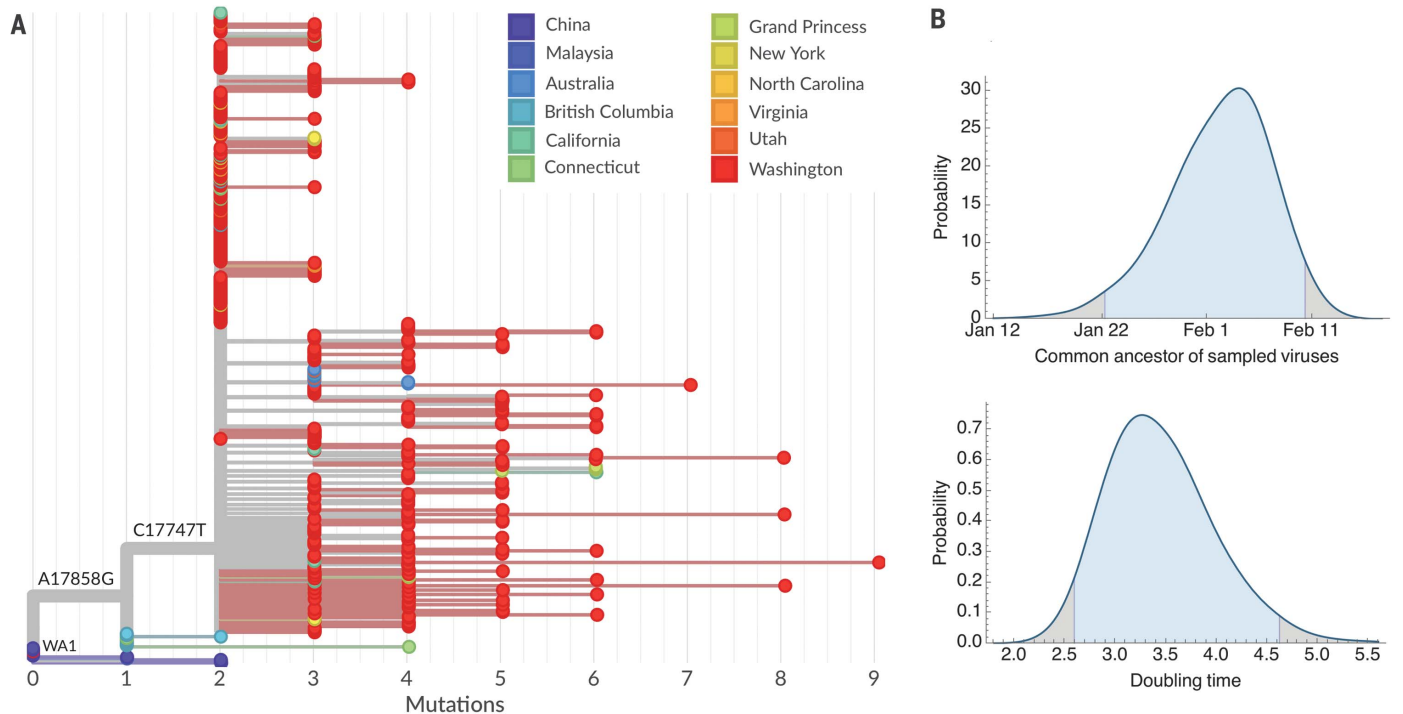 A
China
Malaysia
Australia
British Columbia
California
Connecticut
Grand Princess
New York
North Carolina
Virginia
Utah
Washington
C17747T
A17858G
WA1
0 1 2 3 4 5 6 7 8 9
Mutations
B
Probability
30
25
20
15
10
5
0
Jan 12 Jan 22 Feb 1 Feb 11
Common ancestor of sampled viruses
Probability
0.7
0.6
0.5
0.4
0.3
0.2
0.1
0.0
2.0 2.5 3.0 3.5 4.0 4.5 5.0 5.5
Doubling time